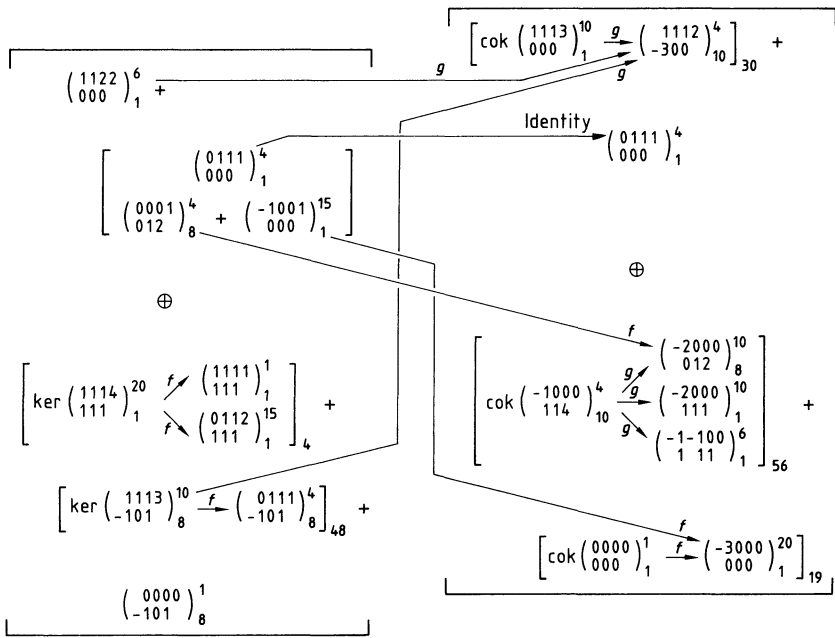 [cok (1113 000)^10_1 g→ (1112 -300)^4_10]_30 +
(1122 000)^6_1 +
g
g
Identity
(0111 000)^4_1
(0111 000)^4_1
[(0001 012)^4_8 + (-1001 000)^15_1]
⊕
⊕
f
[ker (1114 111)^20_1 f→ (1111 111)^1_1 f→ (0112 111)^15_1]_4 +
[cok (-1000 114)^4_10 g→ (-2000 012)^10_8 g→ (-2000 111)^10_1 g→ (-1-100 1 11)^6_1]_56 +
[ker (1113 -101)^10_8 f→ (0111 -101)^4_8]_48 +
f
[cok (0000 000)^1_1 f→ (-3000 000)^20_1]_19
(0000 -101)^1_8